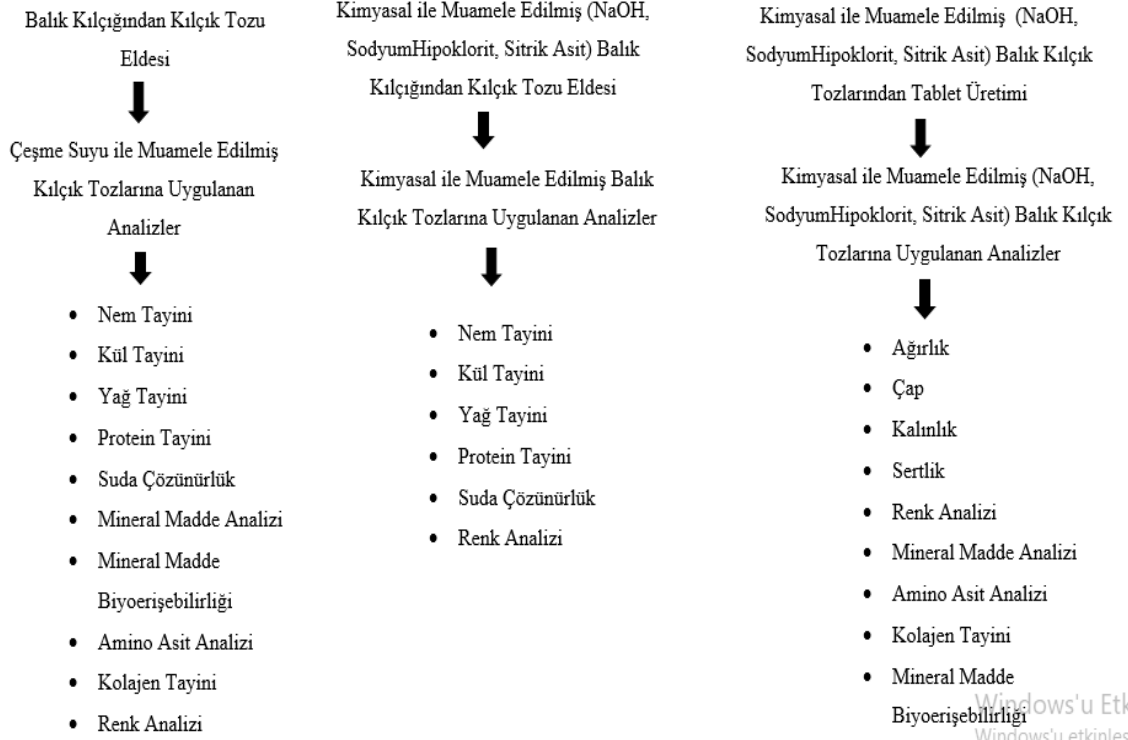 Balık Kılçığından Kılçık Tozu
Eldesi
Çeşme Suyu ile Muamele Edilmiş
Kılçık Tozlarına Uygulanan
Analizler
• Nem Tayini
• Kül Tayini
• Yağ Tayini
• Protein Tayini
• Suda Çözünürlük
• Mineral Madde Analizi
• Mineral Madde
Biyoerişebilirliği
• Amino Asit Analizi
• Kolajen Tayini
• Renk Analizi
Kimyasal ile Muamele Edilmiş (NaOH,
SodyumHipoklorit, Sitrik Asit) Balık
Kılçığından Kılçık Tozu Eldesi
Kimyasal ile Muamele Edilmiş Balık
Kılçık Tozlarına Uygulanan Analizler
• Nem Tayini
• Kül Tayini
• Yağ Tayini
• Protein Tayini
• Suda Çözünürlük
• Renk Analizi
Kimyasal ile Muamele Edilmiş (NaOH,
SodyumHipoklorit, Sitrik Asit) Balık Kılçık
Tozlarından Tablet Üretimi
Kimyasal ile Muamele Edilmiş (NaOH,
SodyumHipoklorit, Sitrik Asit) Balık Kılçık
Tozlarına Uygulanan Analizler
• Ağırlık
• Çap
• Kalınlık
• Sertlik
• Renk Analizi
• Mineral Madde Analizi
• Amino Asit Analizi
• Kolajen Tayini
• Mineral Madde
Biyoerişebilirliği
Windows'u Etk
Windows'u etkinleş